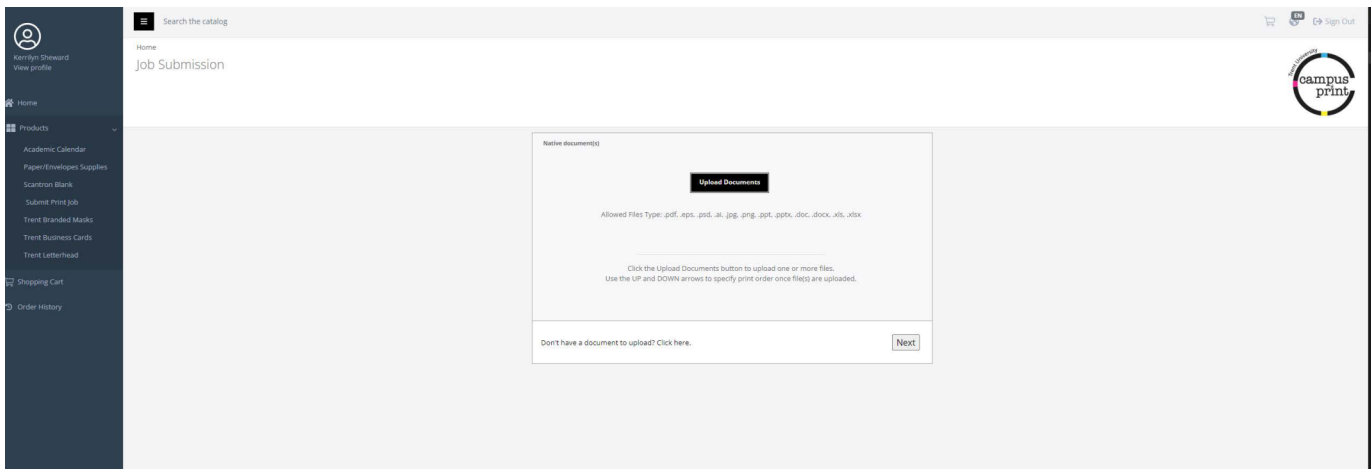 Kerrilyn Sheward
View profile
Home
Products
Academic Calendar
Paper/Envelopes Supplies
Scantron Blank
Submit Print Job
Trent Branded Masks
Trent Business Cards
Trent Letterhead
Shopping Cart
Order History
Search the catalog
EN
Sign Out
Home
Job Submission
Trent University
campus
print
Native document(s)
Upload Documents
Allowed Files Type: .pdf, .eps, .psd, .ai, .jpg, .png, .ppt, .pptx, .doc, .docx, .xls, .xlsx
Click the Upload Documents button to upload one or more files.
Use the UP and DOWN arrows to specify print order once file(s) are uploaded.
Don't have a document to upload? Click here.
Next